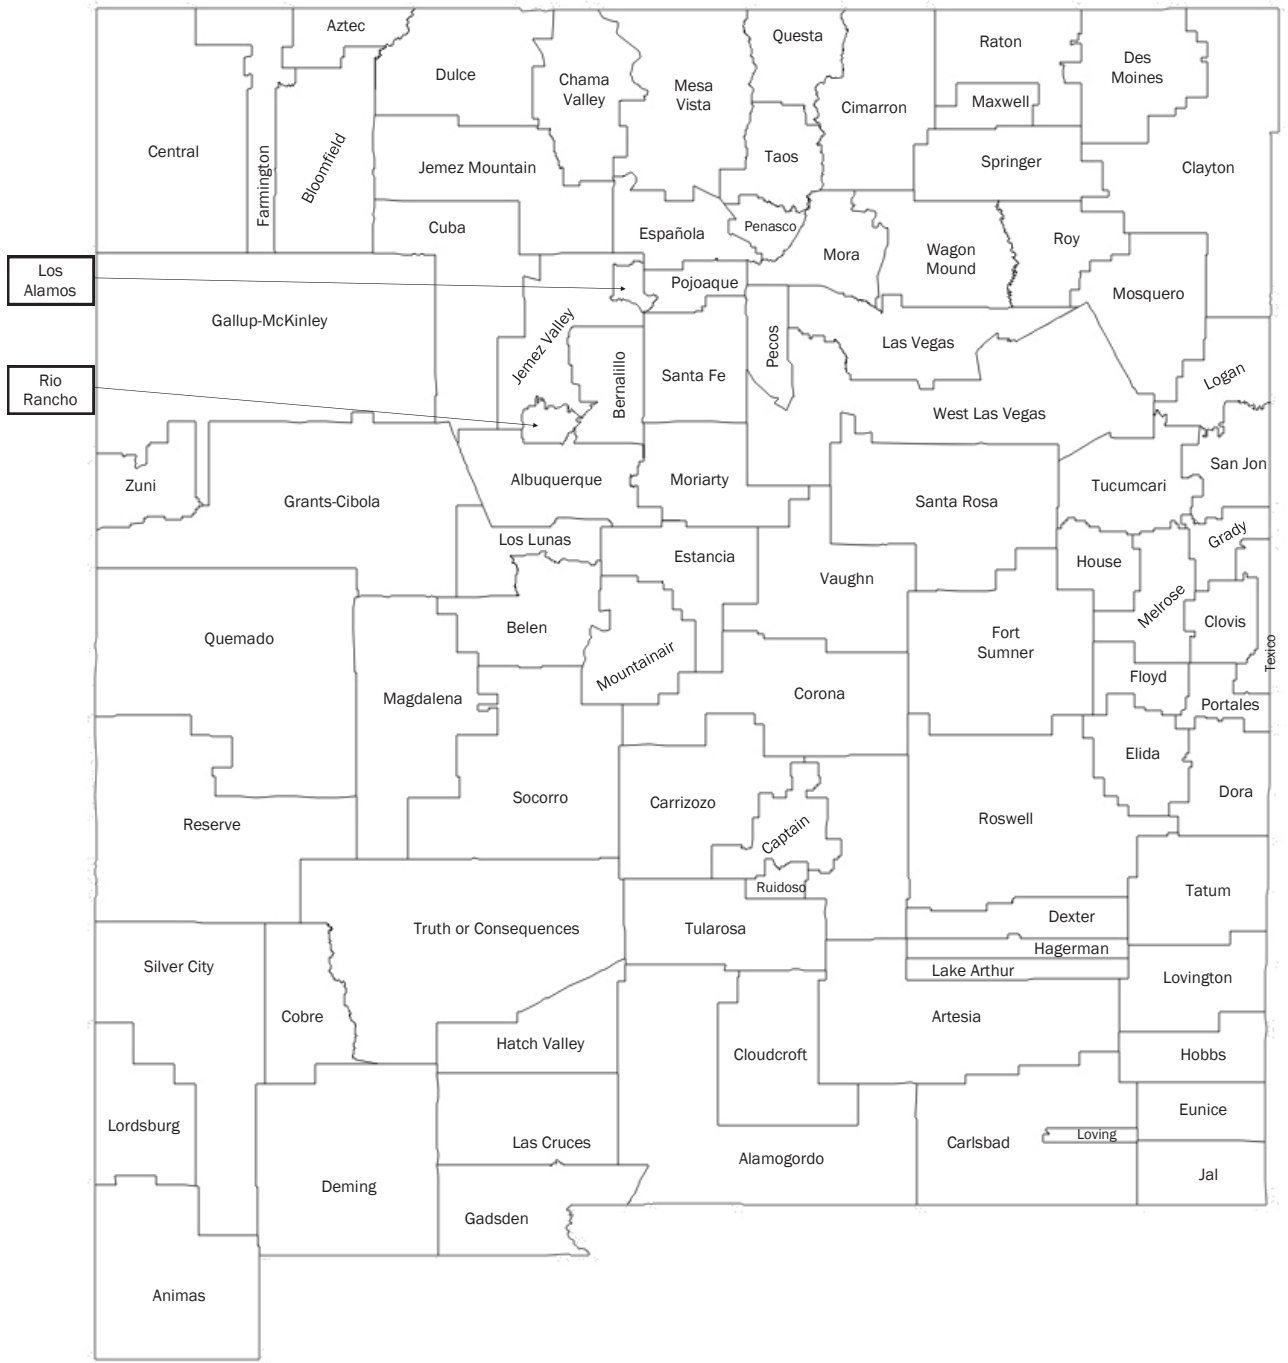 Aztec
Questa
Raton
Des
Moines
Dulce
Chama
Valley
Mesa
Vista
Cimarron
Maxwell
Central
Farmington
Bloomfield
Jemez Mountain
Taos
Springer
Clayton
Cuba
Española
Penasco
Mora
Wagon
Mound
Roy
Los
Alamos
Pojoaque
Mosquero
Gallup-McKinley
Jemez Valley
Bernalillo
Santa Fe
Pecos
Las Vegas
Logan
Rio
Rancho
West Las Vegas
Zuni
Grants-Cibola
Albuquerque
Moriarty
Santa Rosa
Tucumcari
San Jon
Los Lunas
Estancia
Vaughn
House
Grady
Melrose
Clovis
Texico
Quemado
Belen
Mountainair
Fort
Sumner
Floyd
Portales
Magdalena
Corona
Elida
Dora
Socorro
Carrizozo
Captain
Roswell
Reserve
Ruidoso
Tatum
Truth or Consequences
Tularosa
Dexter
Hagerman
Lake Arthur
Lovington
Silver City
Cobre
Hatch Valley
Cloudcroft
Artesia
Hobbs
Lordsburg
Las Cruces
Alamogordo
Carlsbad
Loving
Eunice
Jal
Deming
Gadsden
Animas